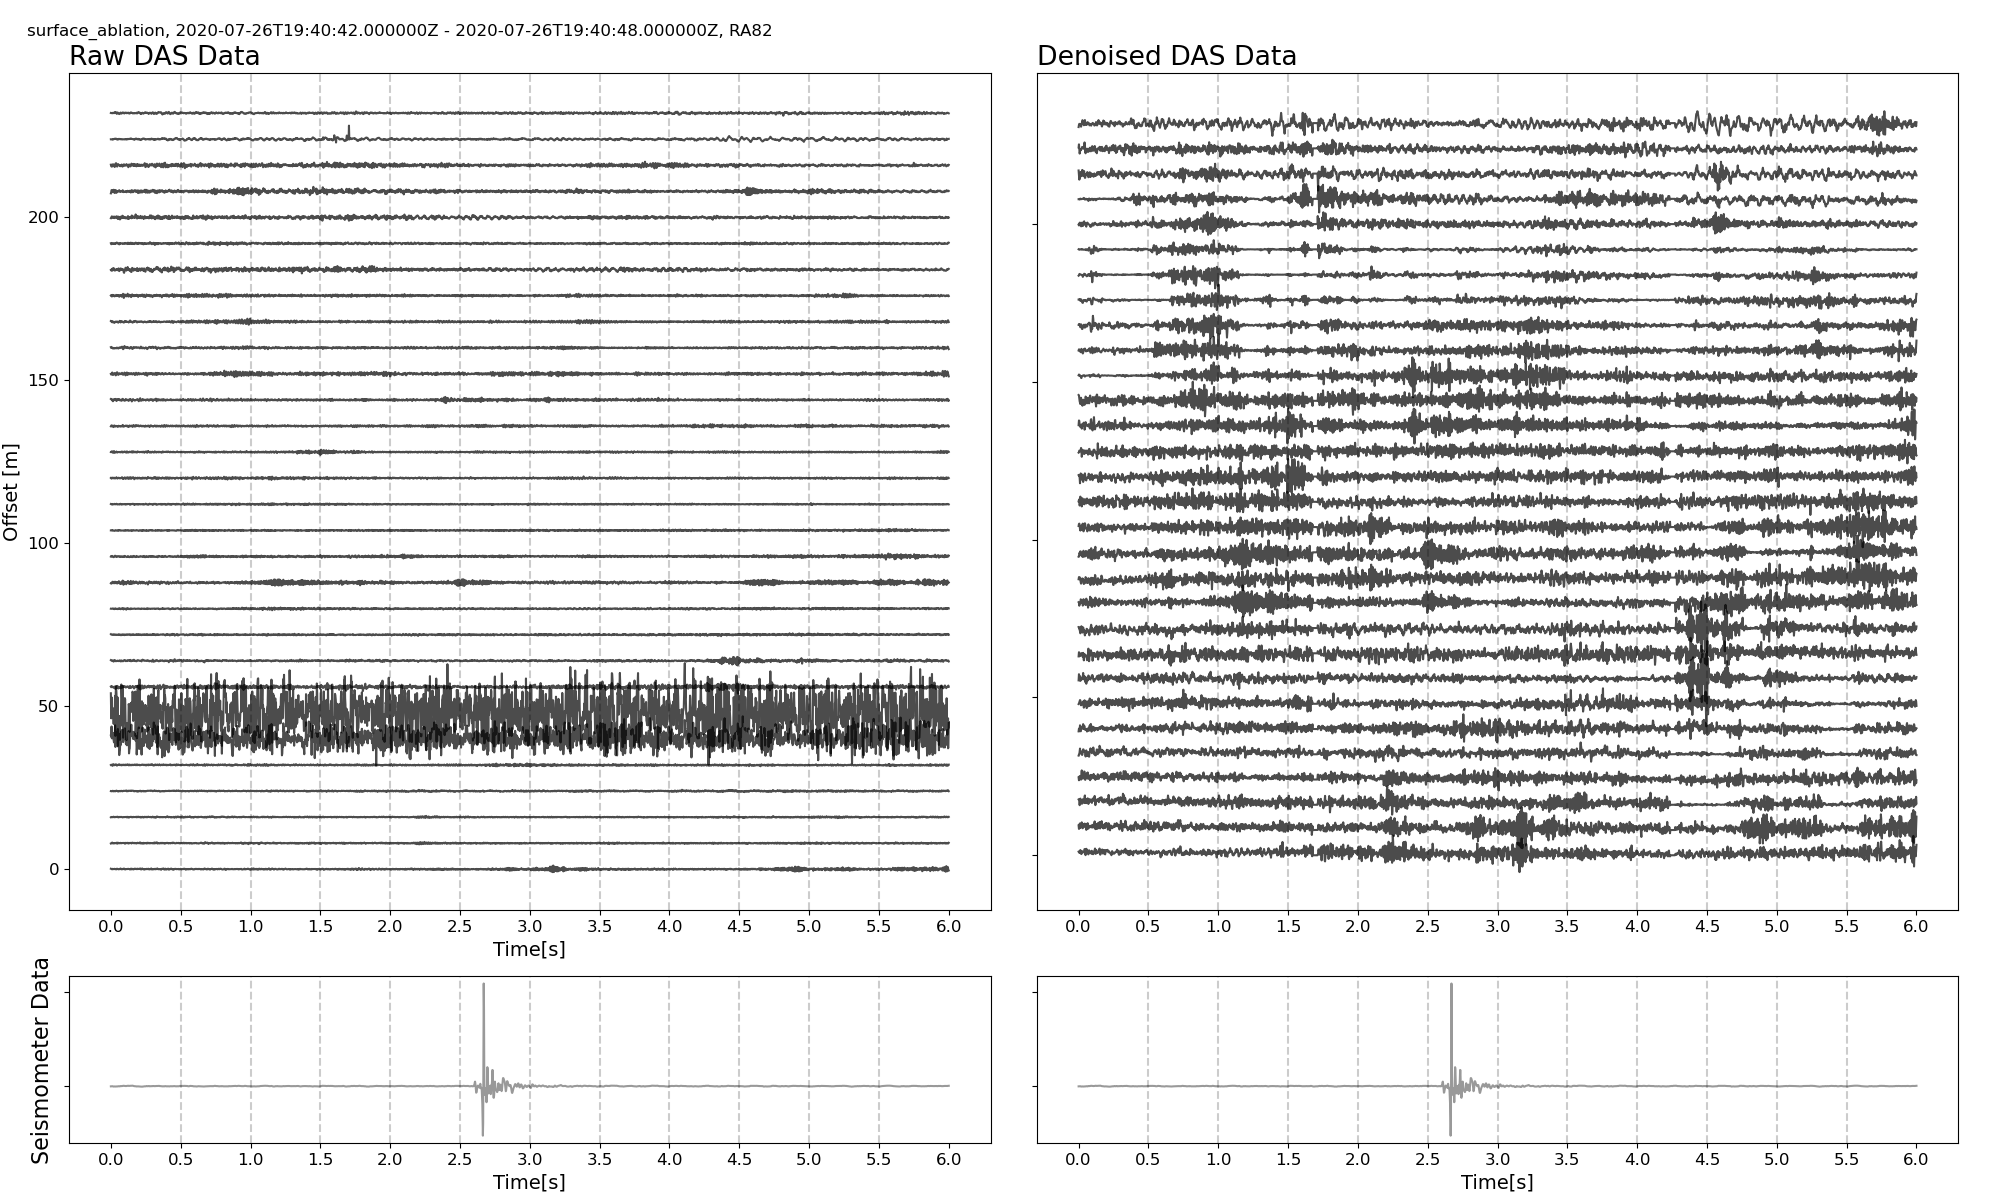 surface_ablation, 2020-07-26T19:40:42.000000Z - 2020-07-26T19:40:48.000000Z, RA82
Raw DAS Data
Denoised DAS Data
Offset [m]
200
150
100
50
0
0.0 0.5 1.0 1.5 2.0 2.5 3.0 3.5 4.0 4.5 5.0 5.5 6.0
Time[s]
0.0 0.5 1.0 1.5 2.0 2.5 3.0 3.5 4.0 4.5 5.0 5.5 6.0
Seismometer Data
0.0 0.5 1.0 1.5 2.0 2.5 3.0 3.5 4.0 4.5 5.0 5.5 6.0
Time[s]
0.0 0.5 1.0 1.5 2.0 2.5 3.0 3.5 4.0 4.5 5.0 5.5 6.0
Time[s]